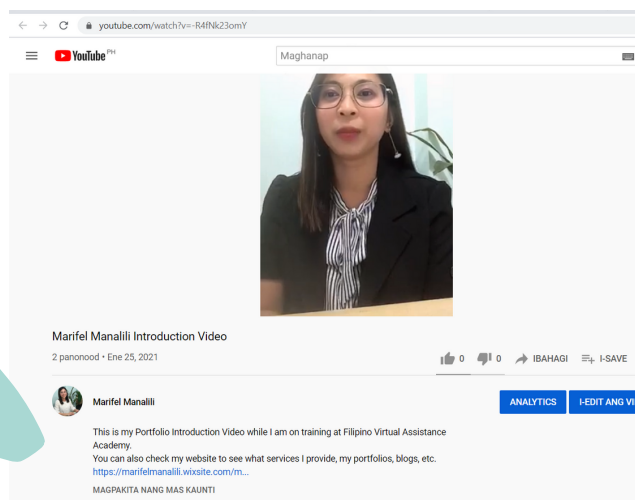 youtube.com/watch?v=-R4fNk23omY
YouTube PH
Maghanap
Marifel Manalili Introduction Video
2 panonood • Ene 25, 2021
0 0 IBAHAGI I-SAVE
Marifel Manalili
ANALYTICS I-EDIT ANG VI
This is my Portfolio Introduction Video while I am on training at Filipino Virtual Assistance
Academy.
You can also check my website to see what services I provide, my portfolios, blogs, etc.
https://marifelmanalili.wixsite.com/m...
MAGPAKITA NANG MAS KAUNTI